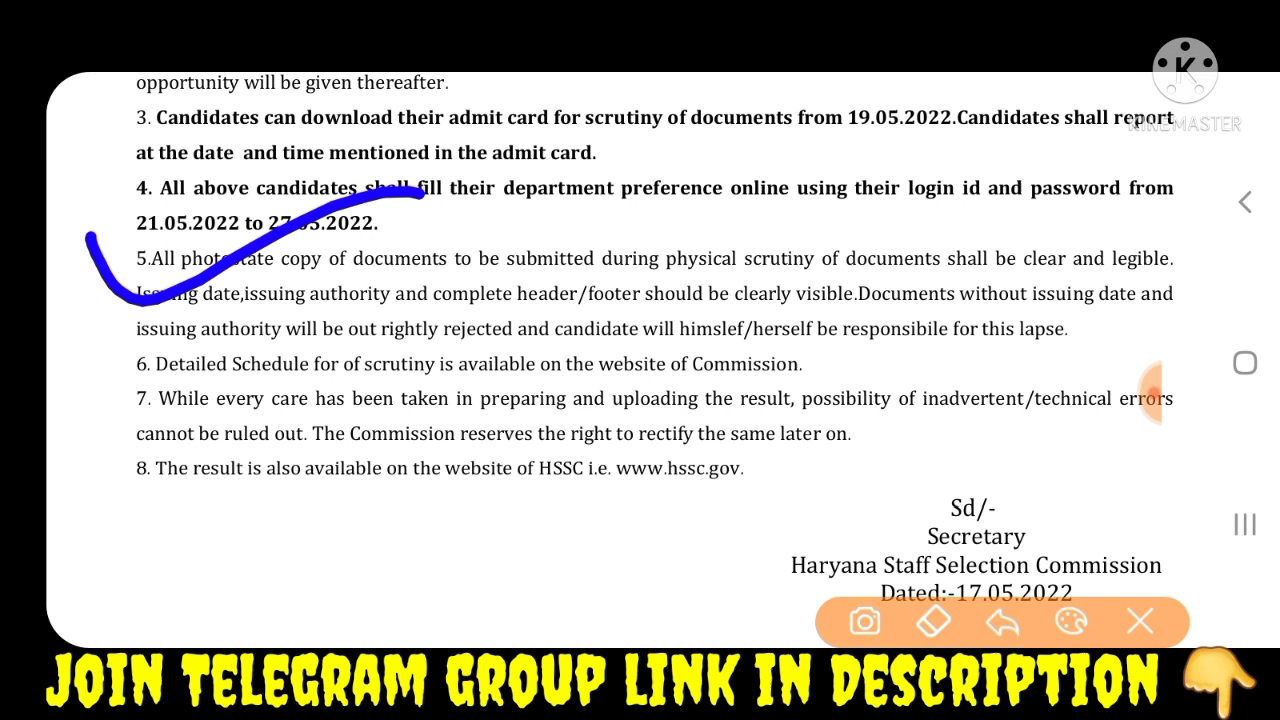 opportunity will be given thereafter.
3. Candidates can download their admit card for scrutiny of documents from 19.05.2022.Candidates shall report
KINEMASTER
at the date and time mentioned in the admit card.
4. All above candidates shall fill their department preference online using their login id and password from
21.05.2022 to 27.05.2022.
5.All photostate copy of documents to be submitted during physical scrutiny of documents shall be clear and legible.
Issuing date,issuing authority and complete header/footer should be clearly visible.Documents without issuing date and
issuing authority will be out rightly rejected and candidate will himslef/herself be responsibile for this lapse.
6. Detailed Schedule for of scrutiny is available on the website of Commission.
7. While every care has been taken in preparing and uploading the result, possibility of inadvertent/technical errors
cannot be ruled out. The Commission reserves the right to rectify the same later on.
8. The result is also available on the website of HSSC i.e. www.hssc.gov.
Sd/-
Secretary
Haryana Staff Selection Commission
Dated:-17.05.2022
JOIN TELEGRAM GROUP LINK IN DESCRIPTION